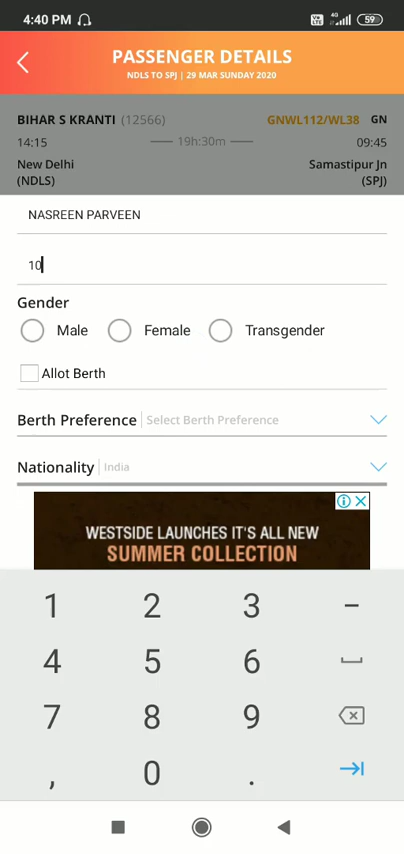 4:40 PM
4G
59
PASSENGER DETAILS
NDLS TO SPJ | 29 MAR SUNDAY 2020
BIHAR S KRANTI (12566) GNWL112/WL38 GN
14:15 19h:30m 09:45
New Delhi Samastipur Jn
(NDLS) (SPJ)
NASREEN PARVEEN
10
Gender
Male Female Transgender
Allot Berth
Berth Preference Select Berth Preference
Nationality India
WESTSIDE LAUNCHES IT'S ALL NEW
SUMMER COLLECTION
1 2 3 –
4 5 6
7 8 9
, 0 .